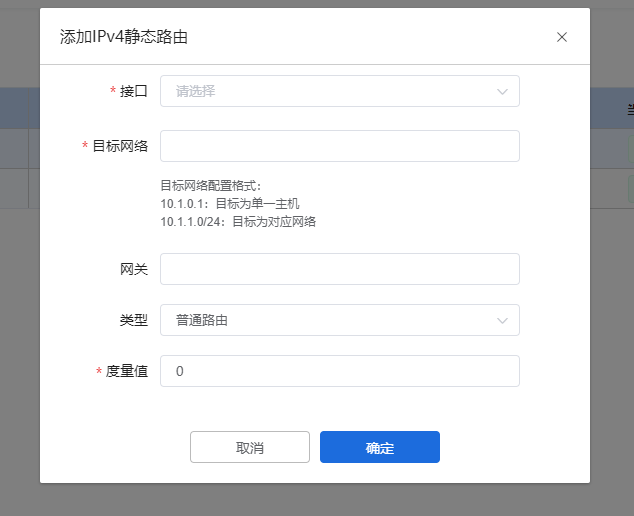 添加IPv4静态路由
* 接口 请选择
* 目标网络
目标网络配置格式：
10.1.0.1：目标为单一主机
10.1.1.0/24：目标为对应网络
网关
类型 普通路由
* 度量值 0
取消 确定